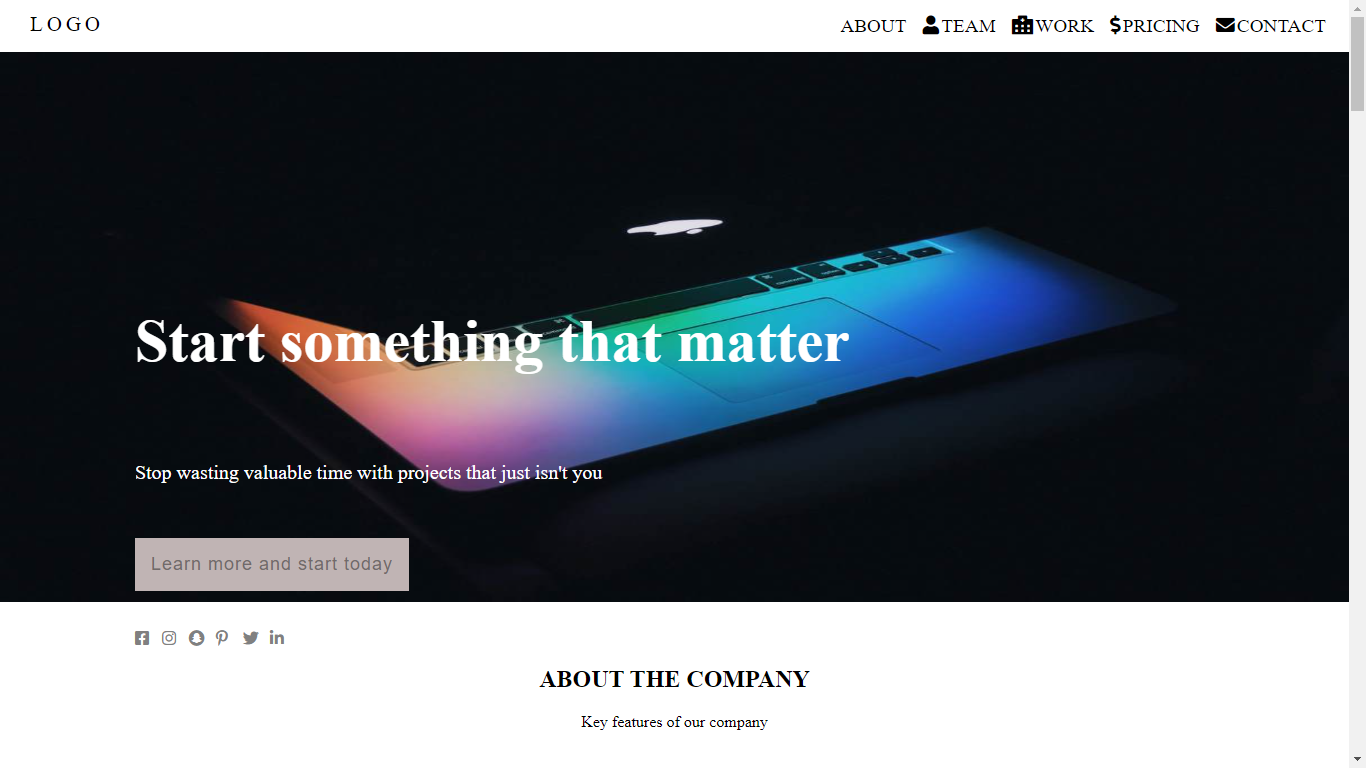 LOGO
ABOUT TEAM WORK PRICING CONTACT
Start something that matter
Stop wasting valuable time with projects that just isn't you
Learn more and start today
ABOUT THE COMPANY
Key features of our company